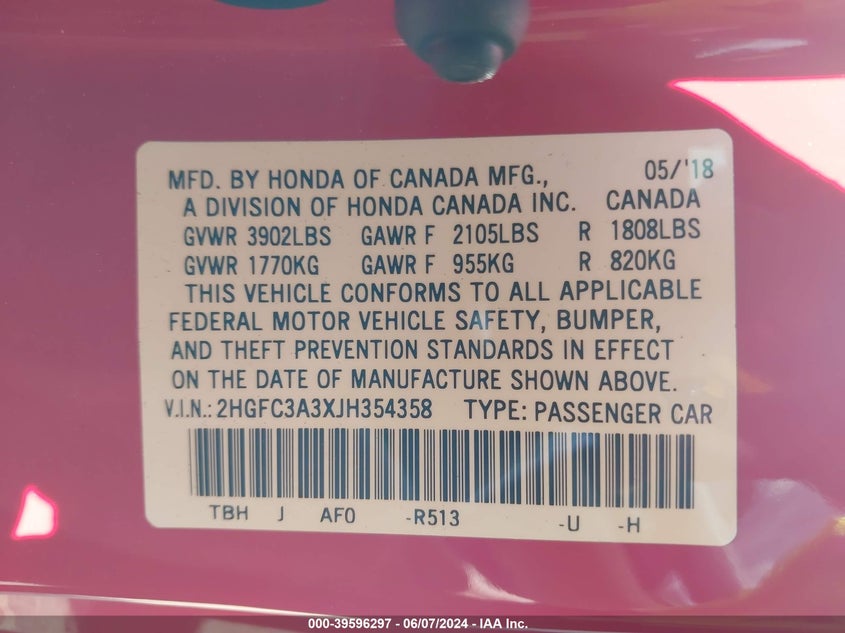 MFD. BY HONDA OF CANADA MFG., 05/'18
A DIVISION OF HONDA CANADA INC. CANADA
GVWR 3902LBS GAWR F 2105LBS R 1808LBS
GVWR 1770KG GAWR F 955KG R 820KG
THIS VEHICLE CONFORMS TO ALL APPLICABLE
FEDERAL MOTOR VEHICLE SAFETY, BUMPER,
AND THEFT PREVENTION STANDARDS IN EFFECT
ON THE DATE OF MANUFACTURE SHOWN ABOVE.
V.I.N.: 2HGFC3A3XJH354358 TYPE: PASSENGER CAR
TBH J AF0 -R513 -U -H
000-39596297 - 06/07/2024 - IAA Inc.